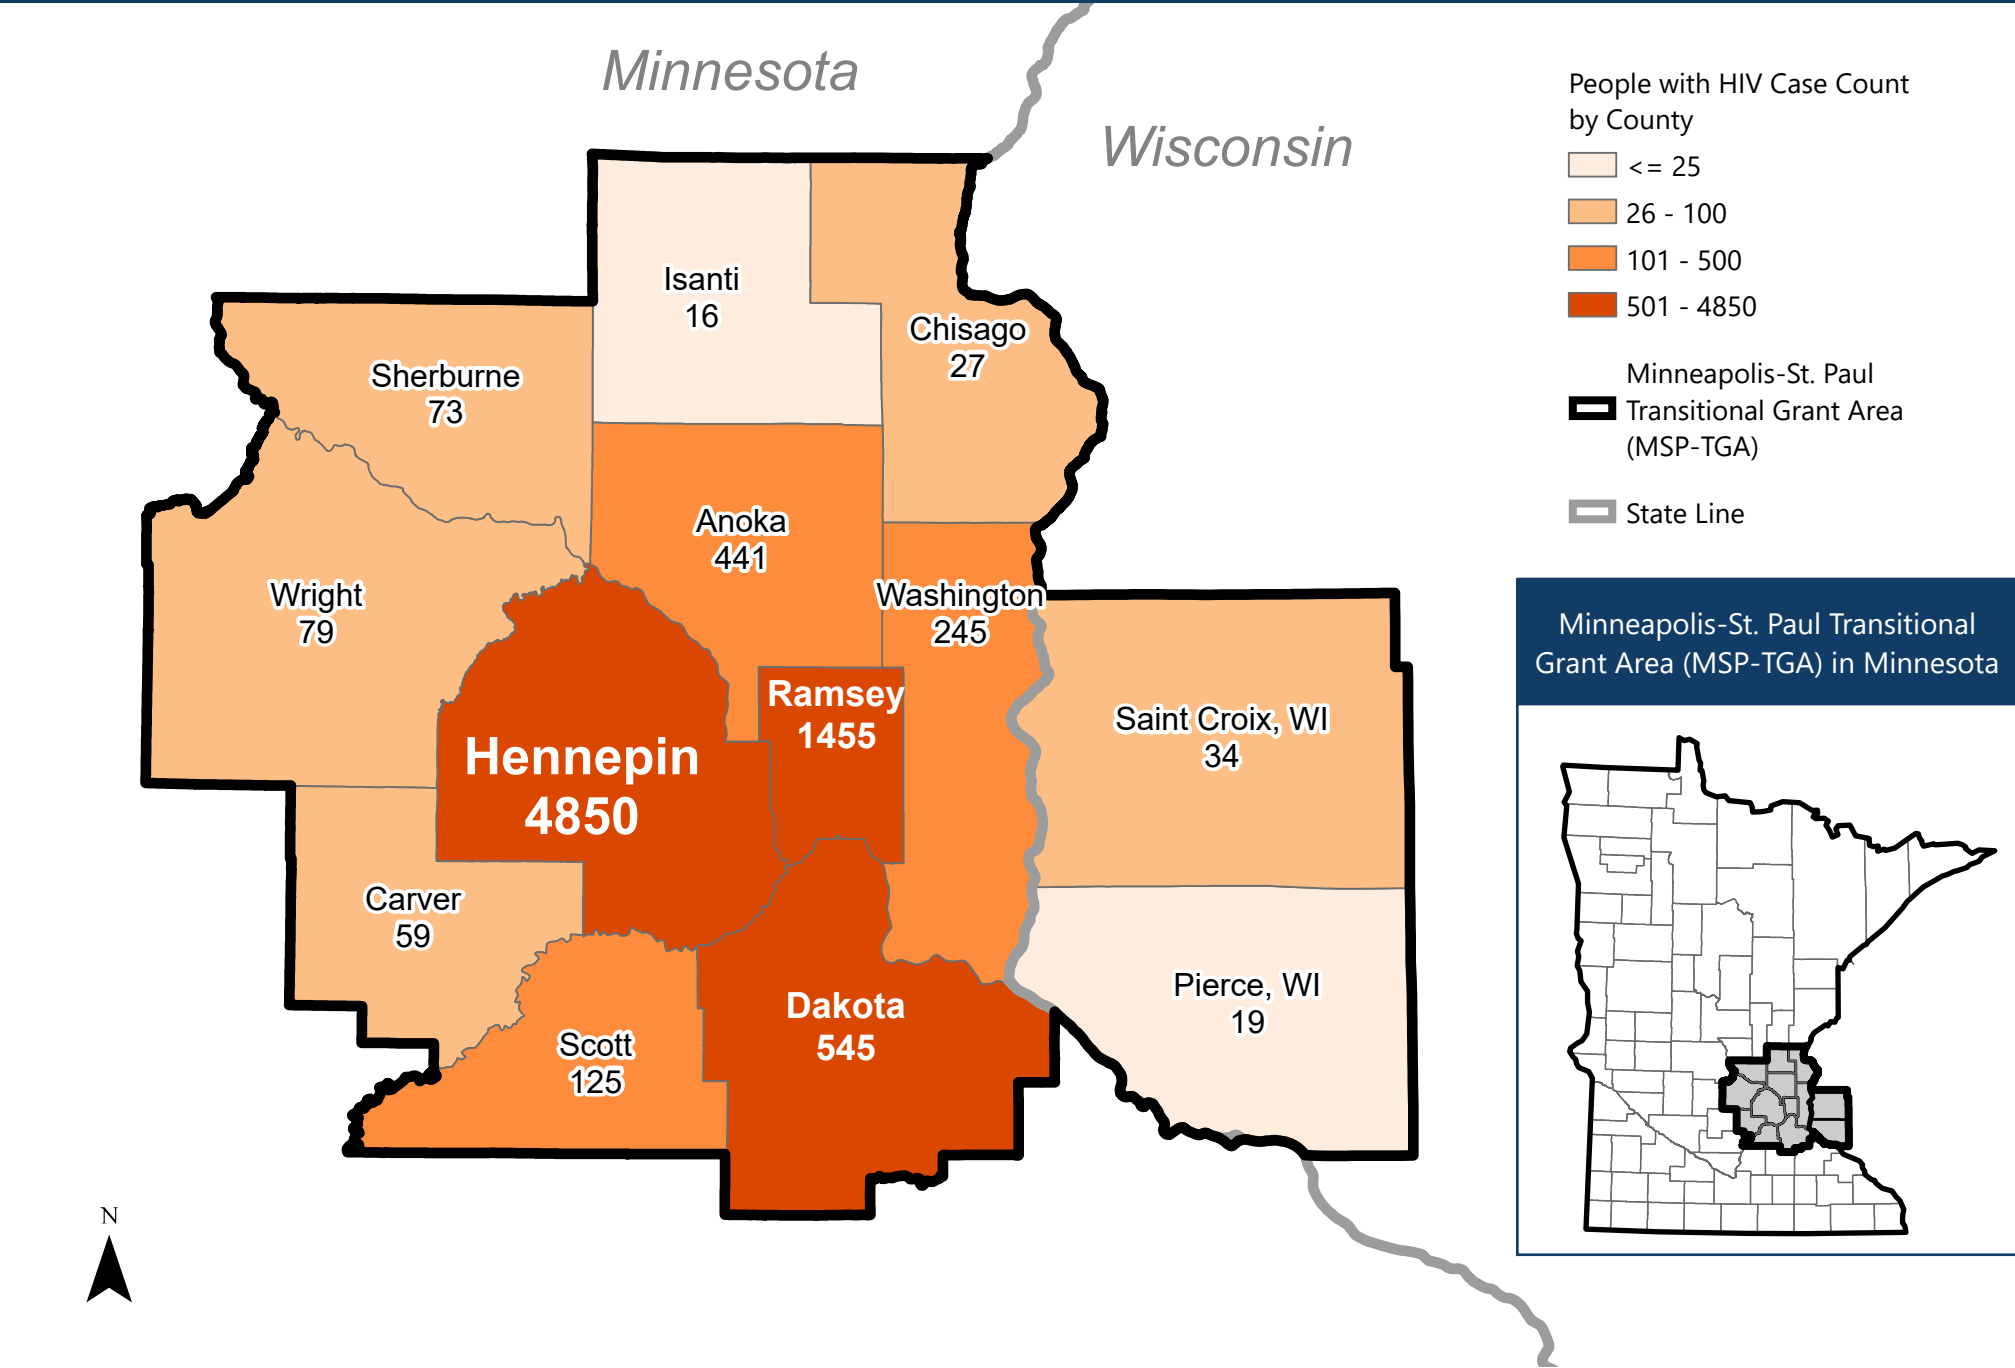 Minnesota
Wisconsin
People with HIV Case Count
by County
<= 25
26 - 100
101 - 500
501 - 4850
Minneapolis-St. Paul
Transitional Grant Area
(MSP-TGA)
State Line
Isanti
16
Chisago
27
Sherburne
73
Anoka
441
Wright
79
Washington
245
Ramsey
1455
Hennepin
4850
Saint Croix, WI
34
Carver
59
Pierce, WI
19
Dakota
545
Scott
125
Minneapolis-St. Paul Transitional
Grant Area (MSP-TGA) in Minnesota
N